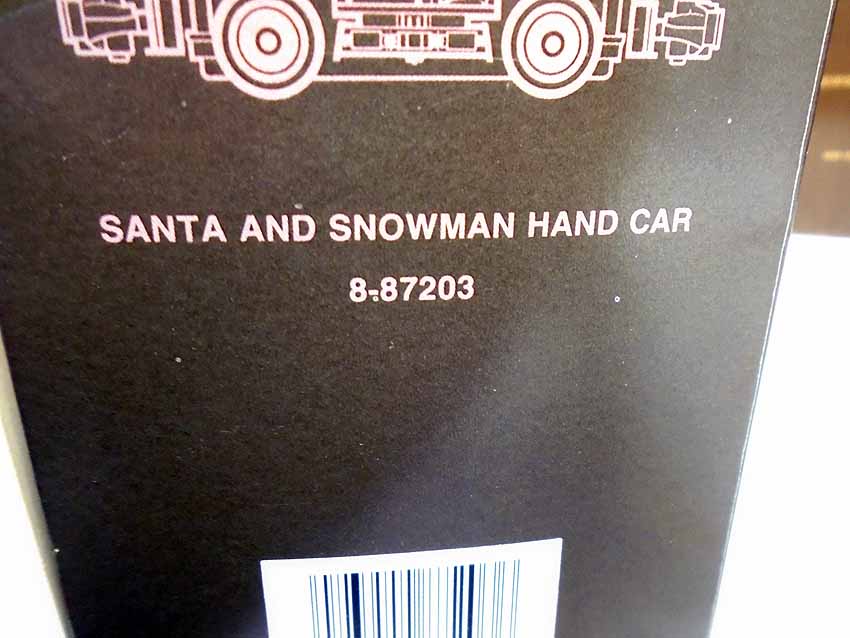 SANTA AND SNOWMAN HAND CAR
8-87203